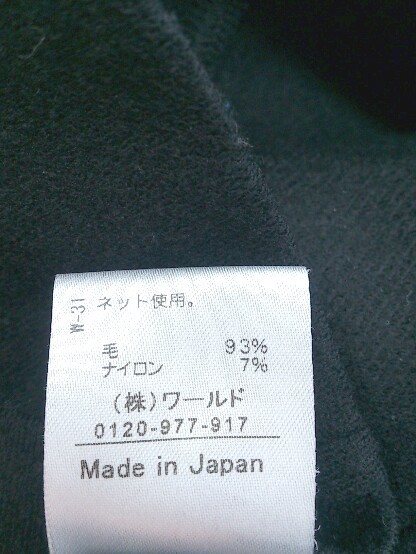 W-31
ネット使用。
毛 93%
ナイロン 7%
(株)ワールド
0120-977-917
Made in Japan